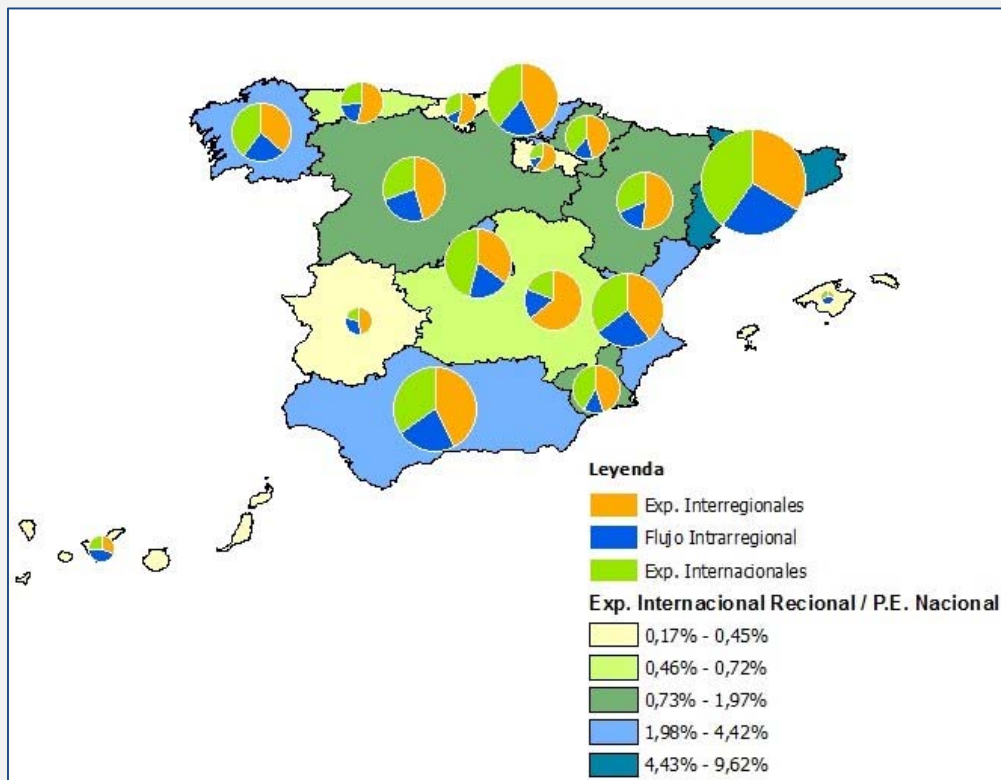 Leyenda
Exp. Interregionales
Flujo Intrarregional
Exp. Internacionales
Exp. Internacional Recional / P.E. Nacional
0,17% - 0,45%
0,46% - 0,72%
0,73% - 1,97%
1,98% - 4,42%
4,43% - 9,62%